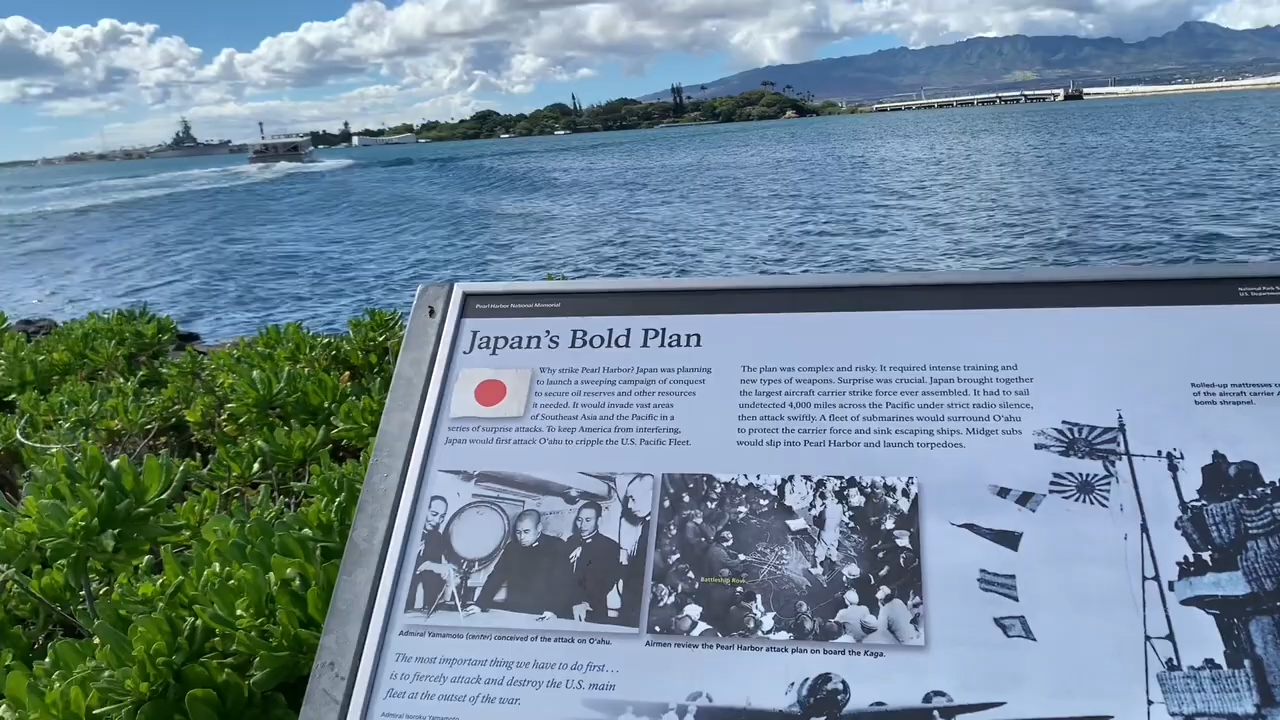 Pearl Harbor National Memorial
National Park
U.S. Depart
Japan's Bold Plan
Why strike Pearl Harbor? Japan was planning
to launch a sweeping campaign of conquest
to secure oil reserves and other resources
it needed. It would invade vast areas
of Southeast Asia and the Pacific in a
series of surprise attacks. To keep America from interfering,
Japan would first attack O'ahu to cripple the U.S. Pacific Fleet.
The plan was complex and risky. It required intense training and
new types of weapons. Surprise was crucial. Japan brought together
the largest aircraft carrier strike force ever assembled. It had to sail
undetected 4,000 miles across the Pacific under strict radio silence,
then attack swiftly. A fleet of submarines would surround O'ahu
to protect the carrier force and sink escaping ships. Midget subs
would slip into Pearl Harbor and launch torpedoes.
Rolled-up mattresses
of the aircraft carrier
bomb shrapnel.
Battleship Row
Admiral Yamamoto (center) conceived of the attack on O'ahu.
Airmen review the Pearl Harbor attack plan on board the Kaga.
The most important thing we have to do first…
is to fiercely attack and destroy the U.S. main
fleet at the outset of the war.
Admiral Isoroku Yamamoto